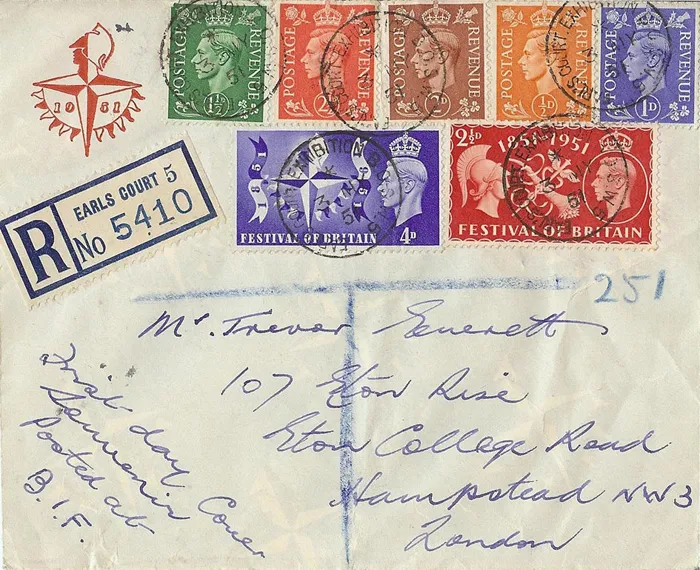 POSTAGE REVENUE 1½D
POSTAGE REVENUE
POSTAGE REVENUE 2D
POSTAGE REVENUE ½D
POSTAGE REVENUE 1D
1851 1951
FESTIVAL OF BRITAIN 4D
2½D 1851-1951
FESTIVAL OF BRITAIN
R EARLS COURT 5
No 5410
251
Mr. Trevor Everett
107 Eton Rise
Eton College Road
Hampstead NW3
London
First day
Souvenir Cover
Posted at
B.I.F.